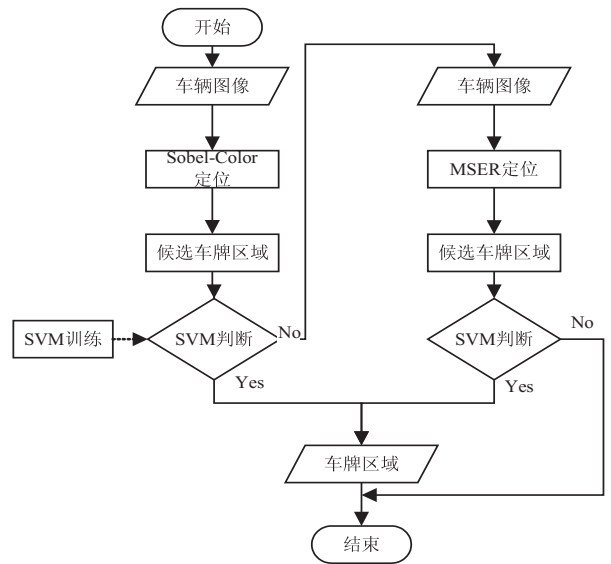 开始
车辆图像
Sobel-Color
定位
候选车牌区域
SVM训练
SVM判断
No
Yes
车辆图像
MSER定位
候选车牌区域
SVM判断
No
Yes
车牌区域
结束